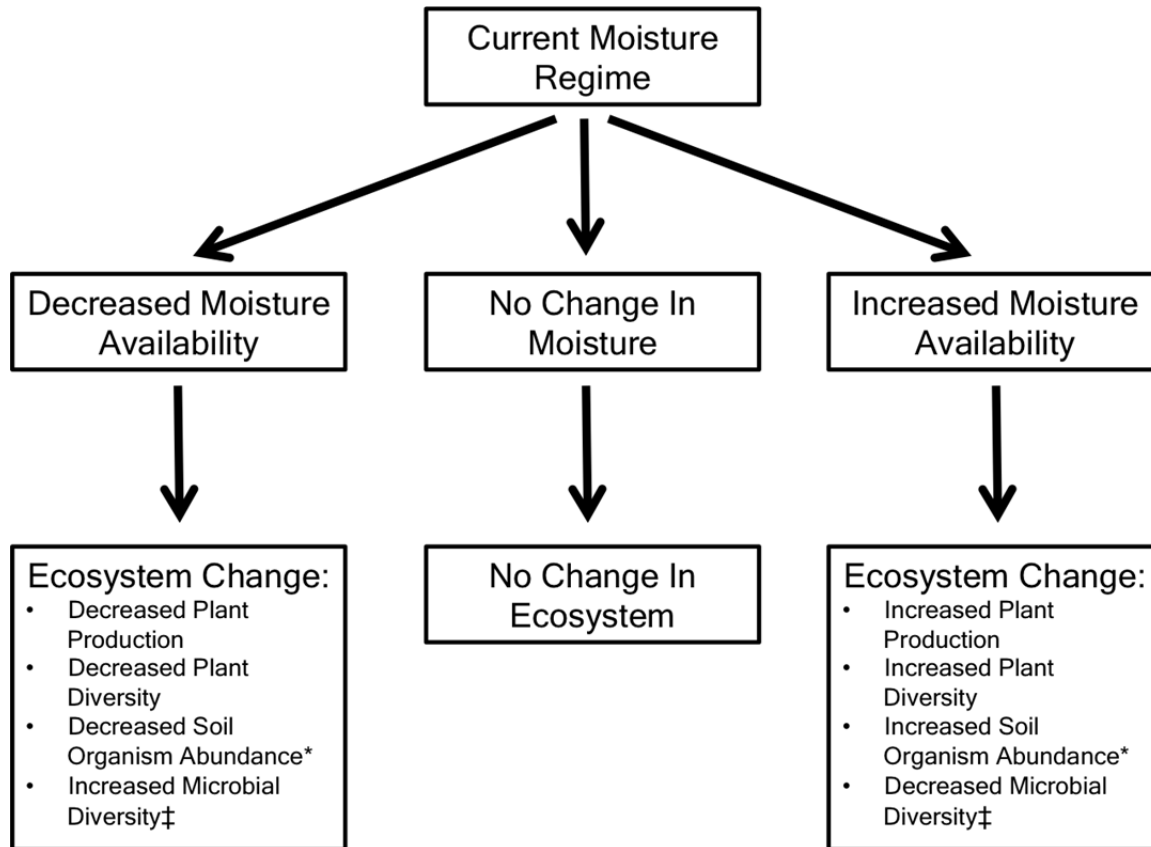 Current Moisture
Regime
Decreased Moisture
Availability
No Change In
Moisture
Increased Moisture
Availability
Ecosystem Change:
• Decreased Plant
Production
• Decreased Plant
Diversity
• Decreased Soil
Organism Abundance*
• Increased Microbial
Diversity‡
No Change In
Ecosystem
Ecosystem Change:
• Increased Plant
Production
• Increased Plant
Diversity
• Increased Soil
Organism Abundance*
• Decreased Microbial
Diversity‡